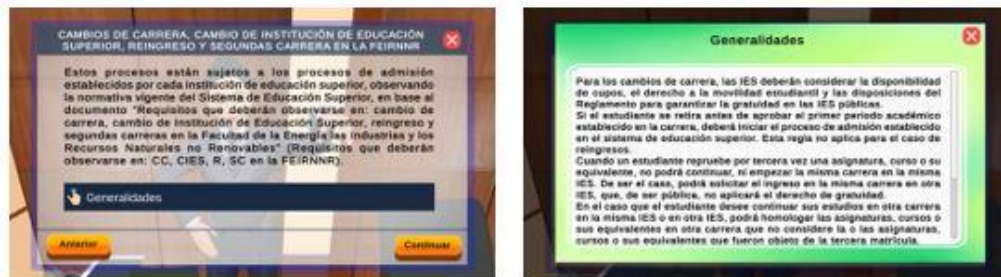 CAMBIOS DE CARRERA, CAMBIO DE INSTITUCIÓN DE EDUCACIÓN
SUPERIOR, REINGRESO Y SEGUNDAS CARRERA EN LA FEIRNNR
Estos procesos están sujetos a los procesos de admisión
establecidos por cada institución de educación superior, observando
la normativa vigente del Sistema de Educación Superior, en base al
documento "Requisitos que deberán observarse en: cambio de
carrera, cambio de Institución de Educación Superior, reingreso y
segundas carreras en la Facultad de la Energía las Industrias y los
Recursos Naturales no Renovables" (Requisitos que deberán
observarse en: CC, CIES, R, SC en la FEIRNNR).
Generalidades
Anterior
Continuar
Generalidades
Para los cambios de carrera, las IES deberán considerar la disponibilidad
de cupos, el derecho a la movilidad estudiantil y las disposiciones del
Reglamento para garantizar la gratuidad en las IES públicas.
Si el estudiante se retira antes de aprobar el primer periodo académico
establecido en la carrera, deberá iniciar el proceso de admisión establecido
en el sistema de educación superior. Esta regla no aplica para el caso de
reingresos.
Cuando un estudiante repruebe por tercera vez una asignatura, curso o su
equivalente, no podrá continuar, ni empezar la misma carrera en la misma
IES. De ser el caso, podrá solicitar el ingreso en la misma carrera en otra
IES, que, de ser pública, no aplicará el derecho de gratuidad.
En el caso que el estudiante desee continuar sus estudios en otra carrera
en la misma IES o en otra IES, podrá homologar las asignaturas, cursos o
sus equivalentes en otra carrera que no considere la o las asignaturas,
cursos o sus equivalentes que fueron objeto de la tercera matrícula.